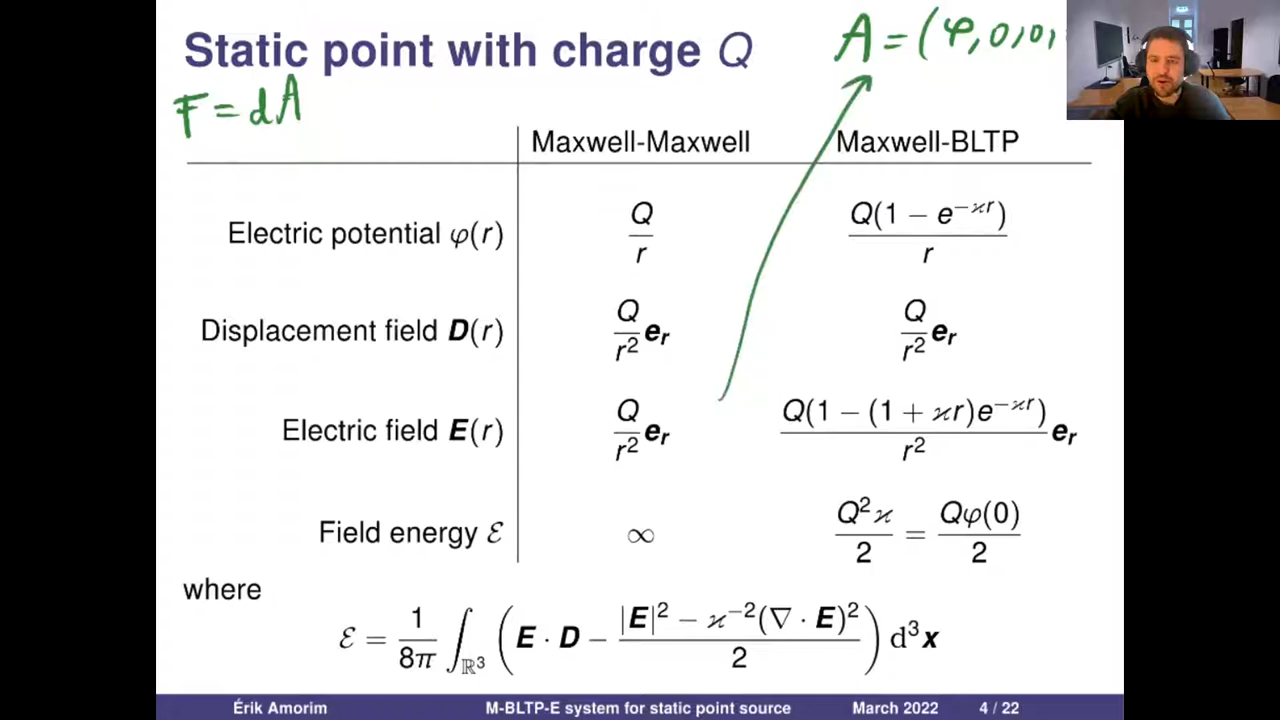 Static point with charge Q
A = (φ, 0, 0,
F = dA
Maxwell-Maxwell Maxwell-BLTP
Electric potential φ(r) Q/r Q(1 − e^{−ϰr})/r
Displacement field D(r) Q/r² e_r Q/r² e_r
Electric field E(r) Q/r² e_r Q(1 − (1 + ϰr)e^{−ϰr})/r² e_r
Field energy ℰ ∞ Q²ϰ/2 = Qφ(0)/2
where
ℰ = 1/8π ∫_{ℝ³} (E · D − |E|² − ϰ^{−2}(∇ · E)²/2) d³x
Érik Amorim M-BLTP-E system for static point source March 2022 4 / 22